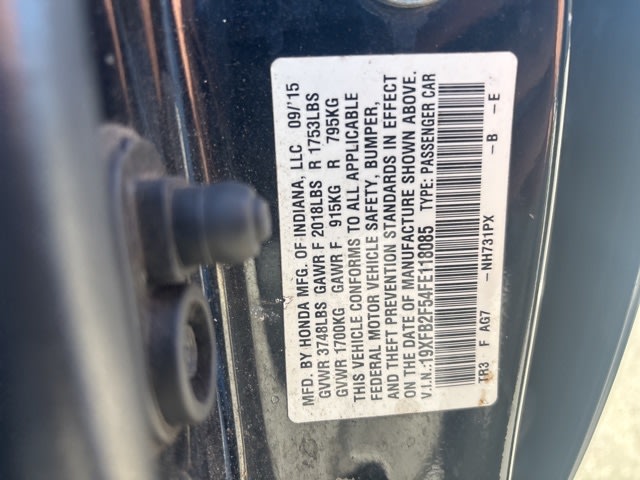 MFD. BY HONDA MFG. OF INDIANA, LLC 09/'15
GVWR 3748LBS GAWR F 2018LBS R 1753LBS
GVWR 1700KG GAWR F 915KG R 795KG
THIS VEHICLE CONFORMS TO ALL APPLICABLE
FEDERAL MOTOR VEHICLE SAFETY, BUMPER,
AND THEFT PREVENTION STANDARDS IN EFFECT
ON THE DATE OF MANUFACTURE SHOWN ABOVE.
V.I.N.:19XFB2F54FE118085 TYPE: PASSENGER CAR
TR3 F AG7 -NH731PX -B -E